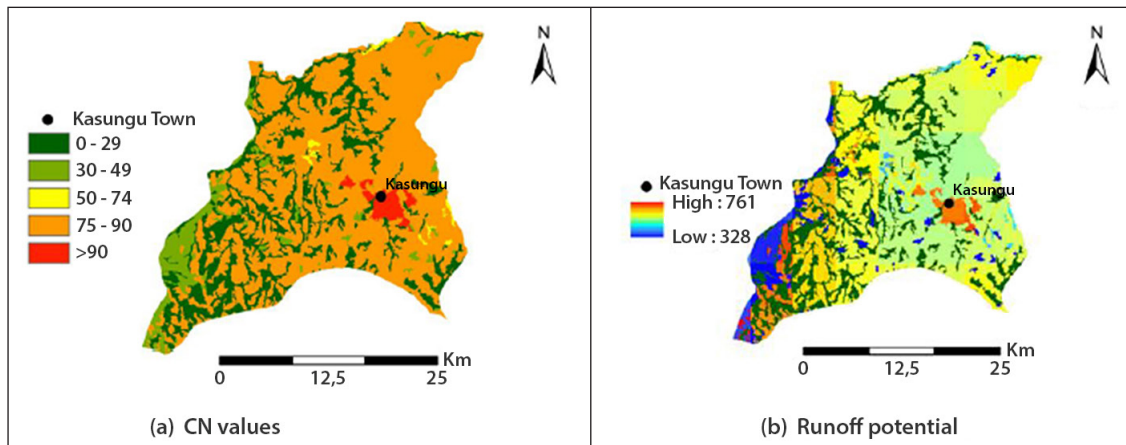 N
Kasungu Town
0 - 29
30 - 49
50 - 74
75 - 90
>90
Kasungu
Km
0 12,5 25
(a) CN values
N
Kasungu Town
High : 761
Low : 328
Kasungu
Km
0 12,5 25
(b) Runoff potential